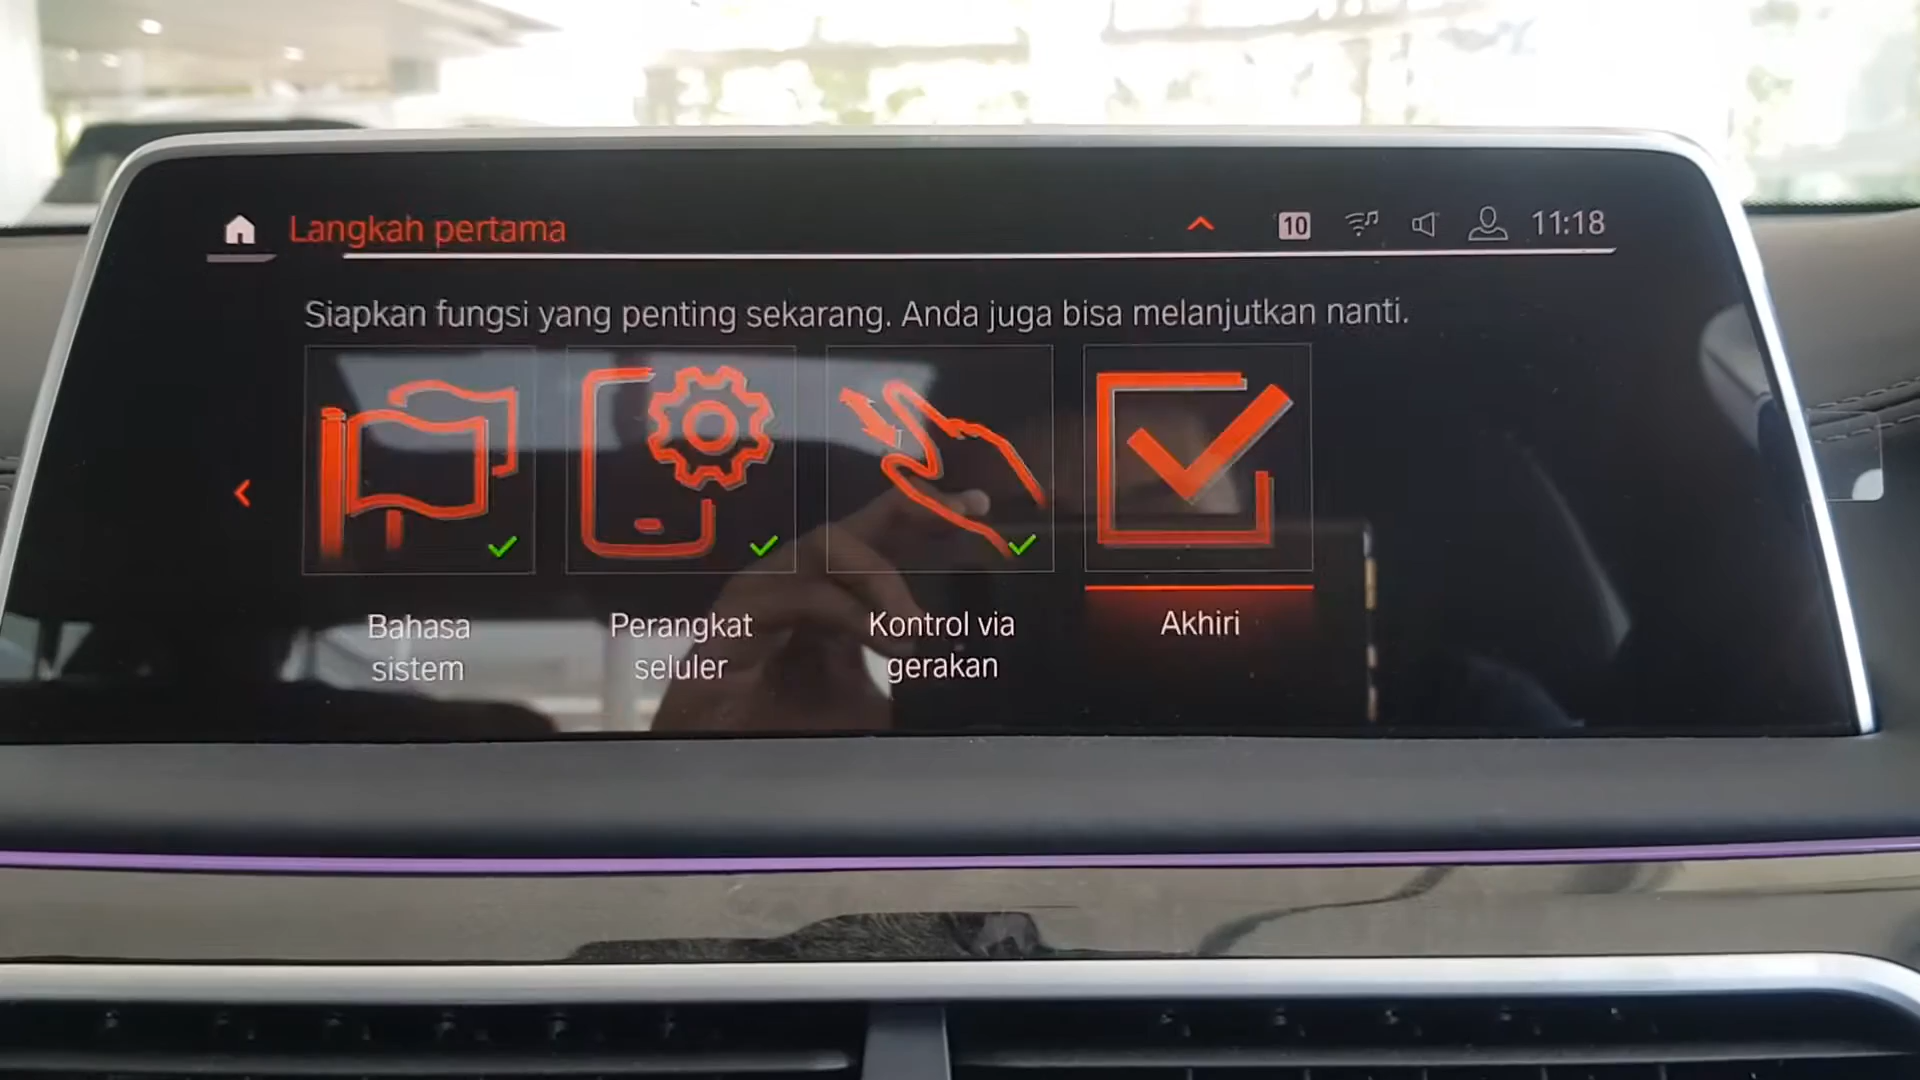 Langkah pertama
10
11:18
Siapkan fungsi yang penting sekarang. Anda juga bisa melanjutkan nanti.
Bahasa
sistem
Perangkat
seluler
Kontrol via
gerakan
Akhiri